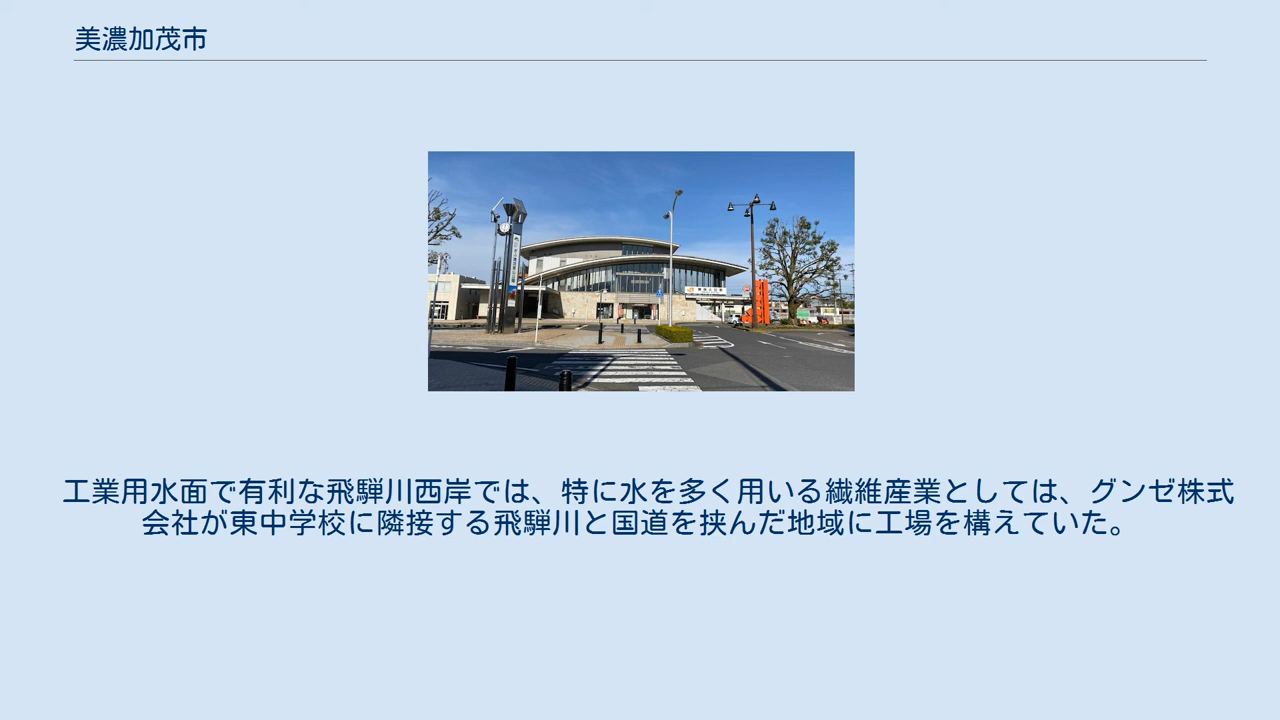 美濃加茂市
工業用水面で有利な飛騨川西岸では、特に水を多く用いる繊維産業としては、グンゼ株式
会社が東中学校に隣接する飛騨川と国道を挟んだ地域に工場を構えていた。